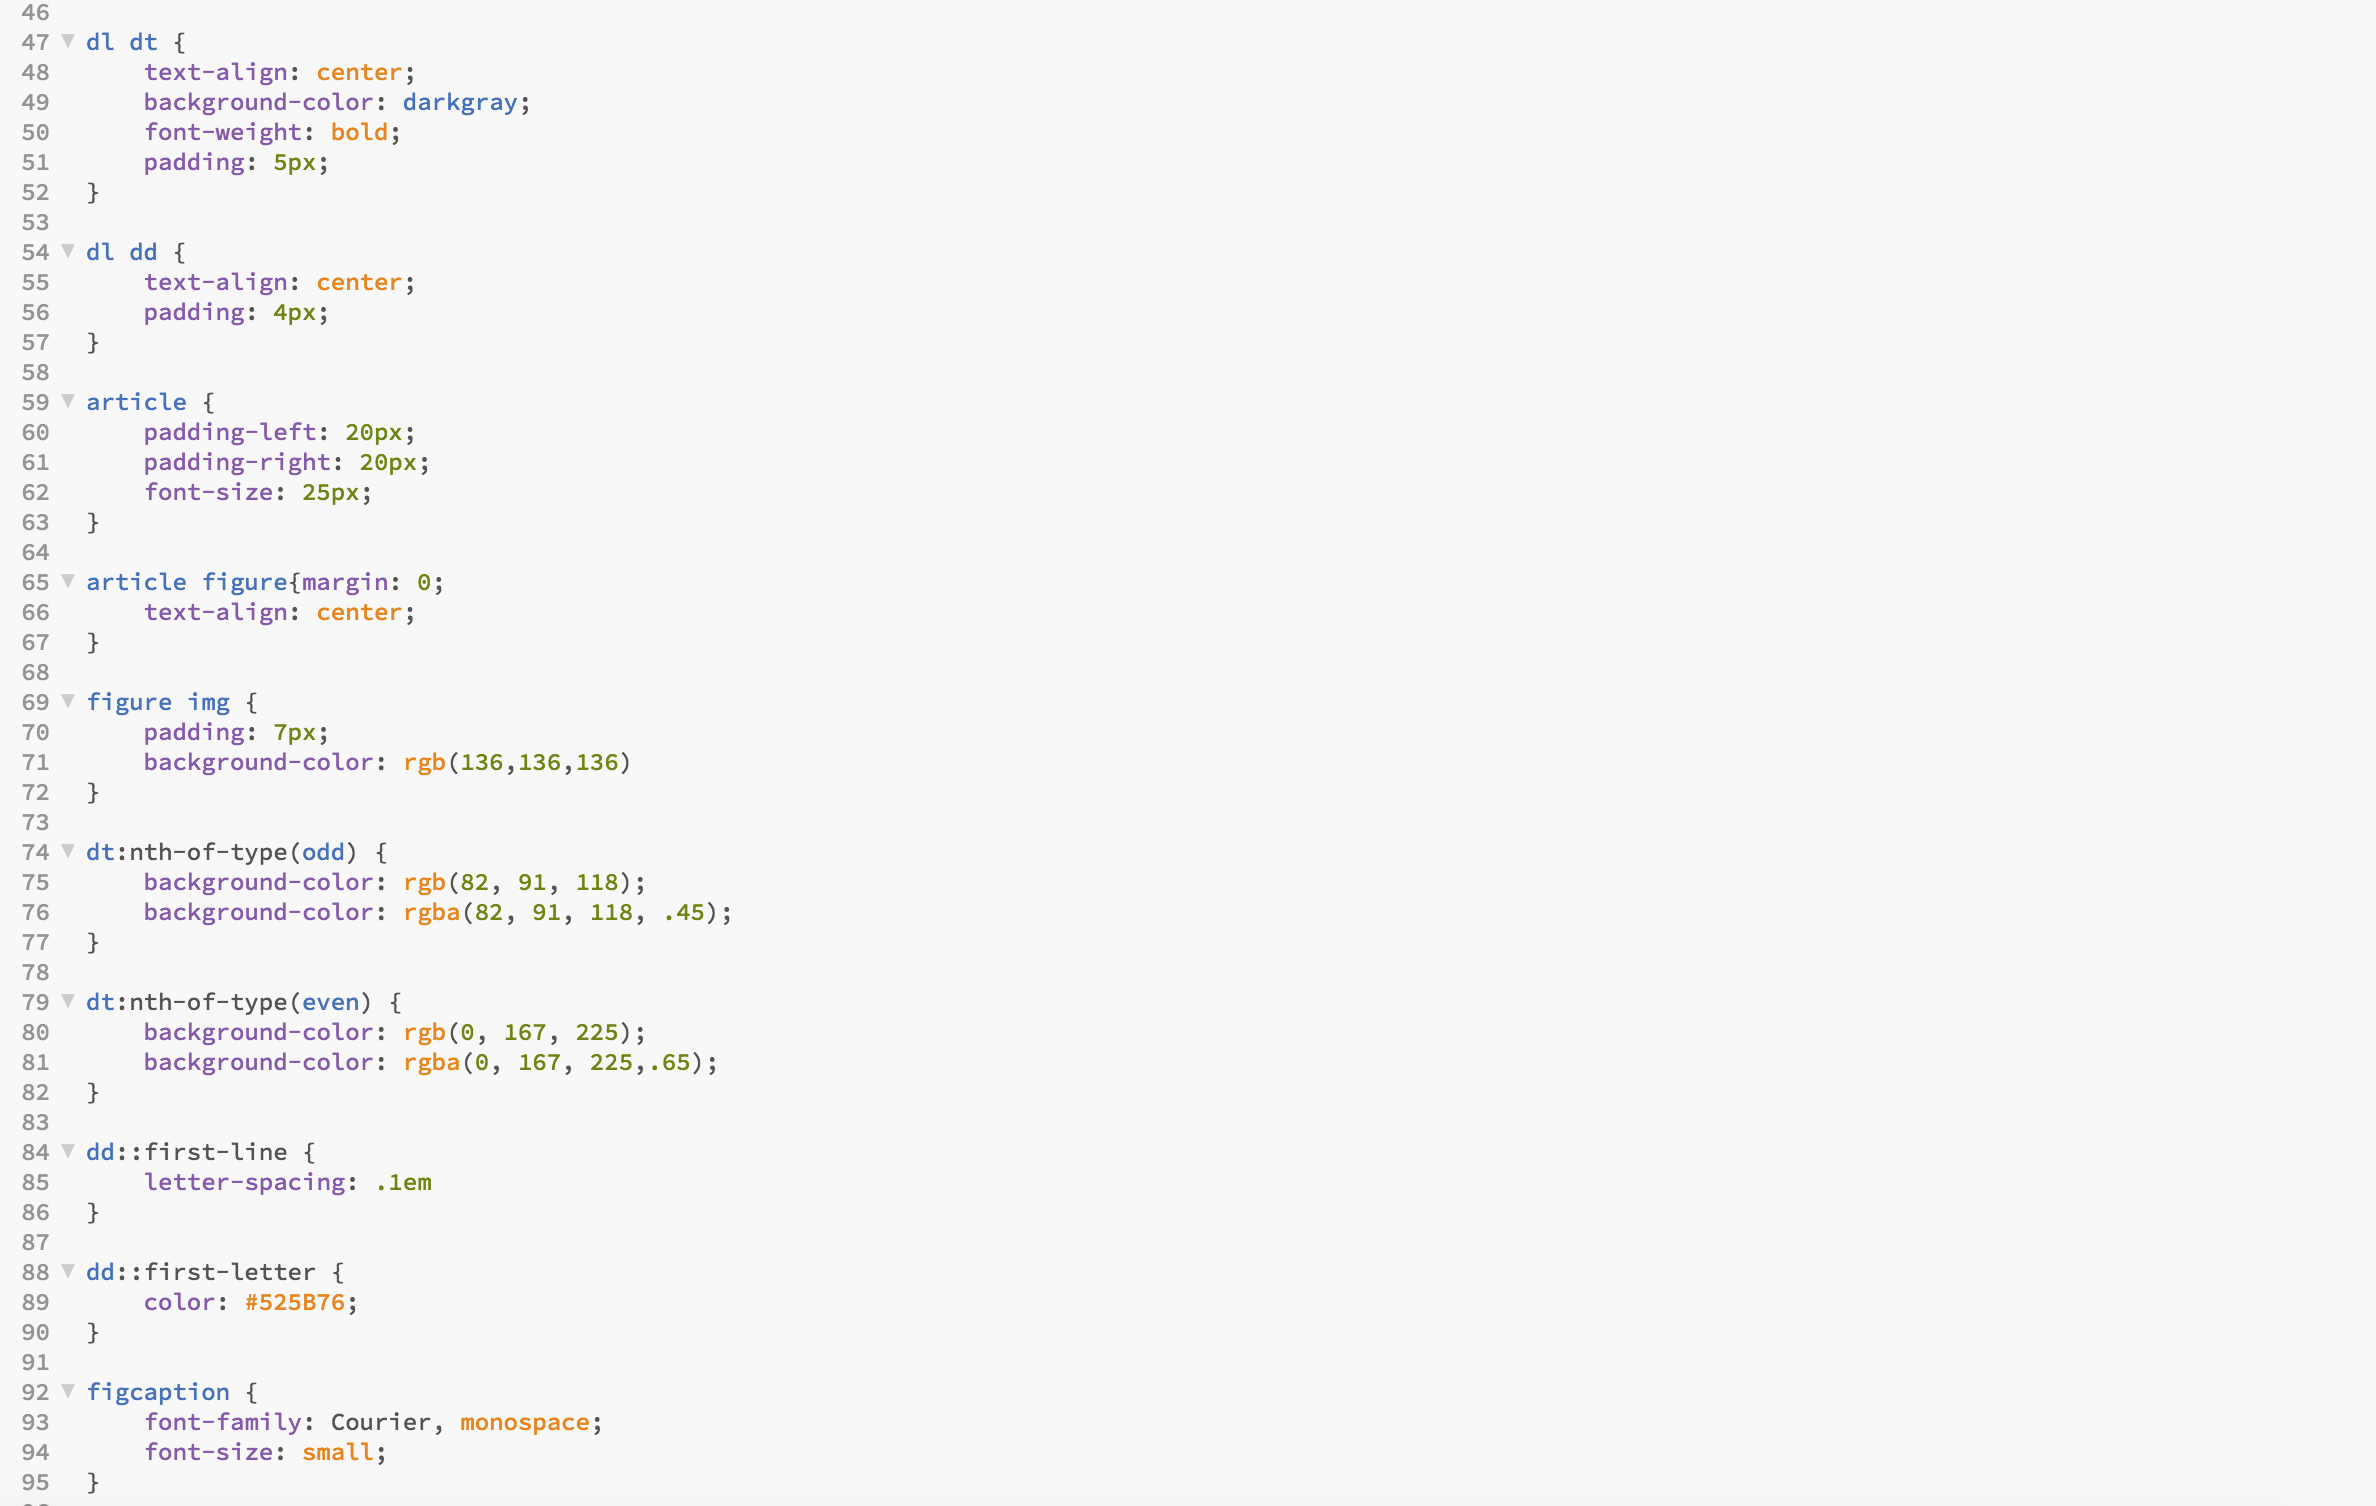 46
47 dl dt {
48 text-align: center;
49 background-color: darkgray;
50 font-weight: bold;
51 padding: 5px;
52 }
53
54 dl dd {
55 text-align: center;
56 padding: 4px;
57 }
58
59 article {
60 padding-left: 20px;
61 padding-right: 20px;
62 font-size: 25px;
63 }
64
65 article figure{margin: 0;
66 text-align: center;
67 }
68
69 figure img {
70 padding: 7px;
71 background-color: rgb(136,136,136)
72 }
73
74 dt:nth-of-type(odd) {
75 background-color: rgb(82, 91, 118);
76 background-color: rgba(82, 91, 118, .45);
77 }
78
79 dt:nth-of-type(even) {
80 background-color: rgb(0, 167, 225);
81 background-color: rgba(0, 167, 225,.65);
82 }
83
84 dd::first-line {
85 letter-spacing: .1em
86 }
87
88 dd::first-letter {
89 color: #525B76;
90 }
91
92 figcaption {
93 font-family: Courier, monospace;
94 font-size: small;
95 }